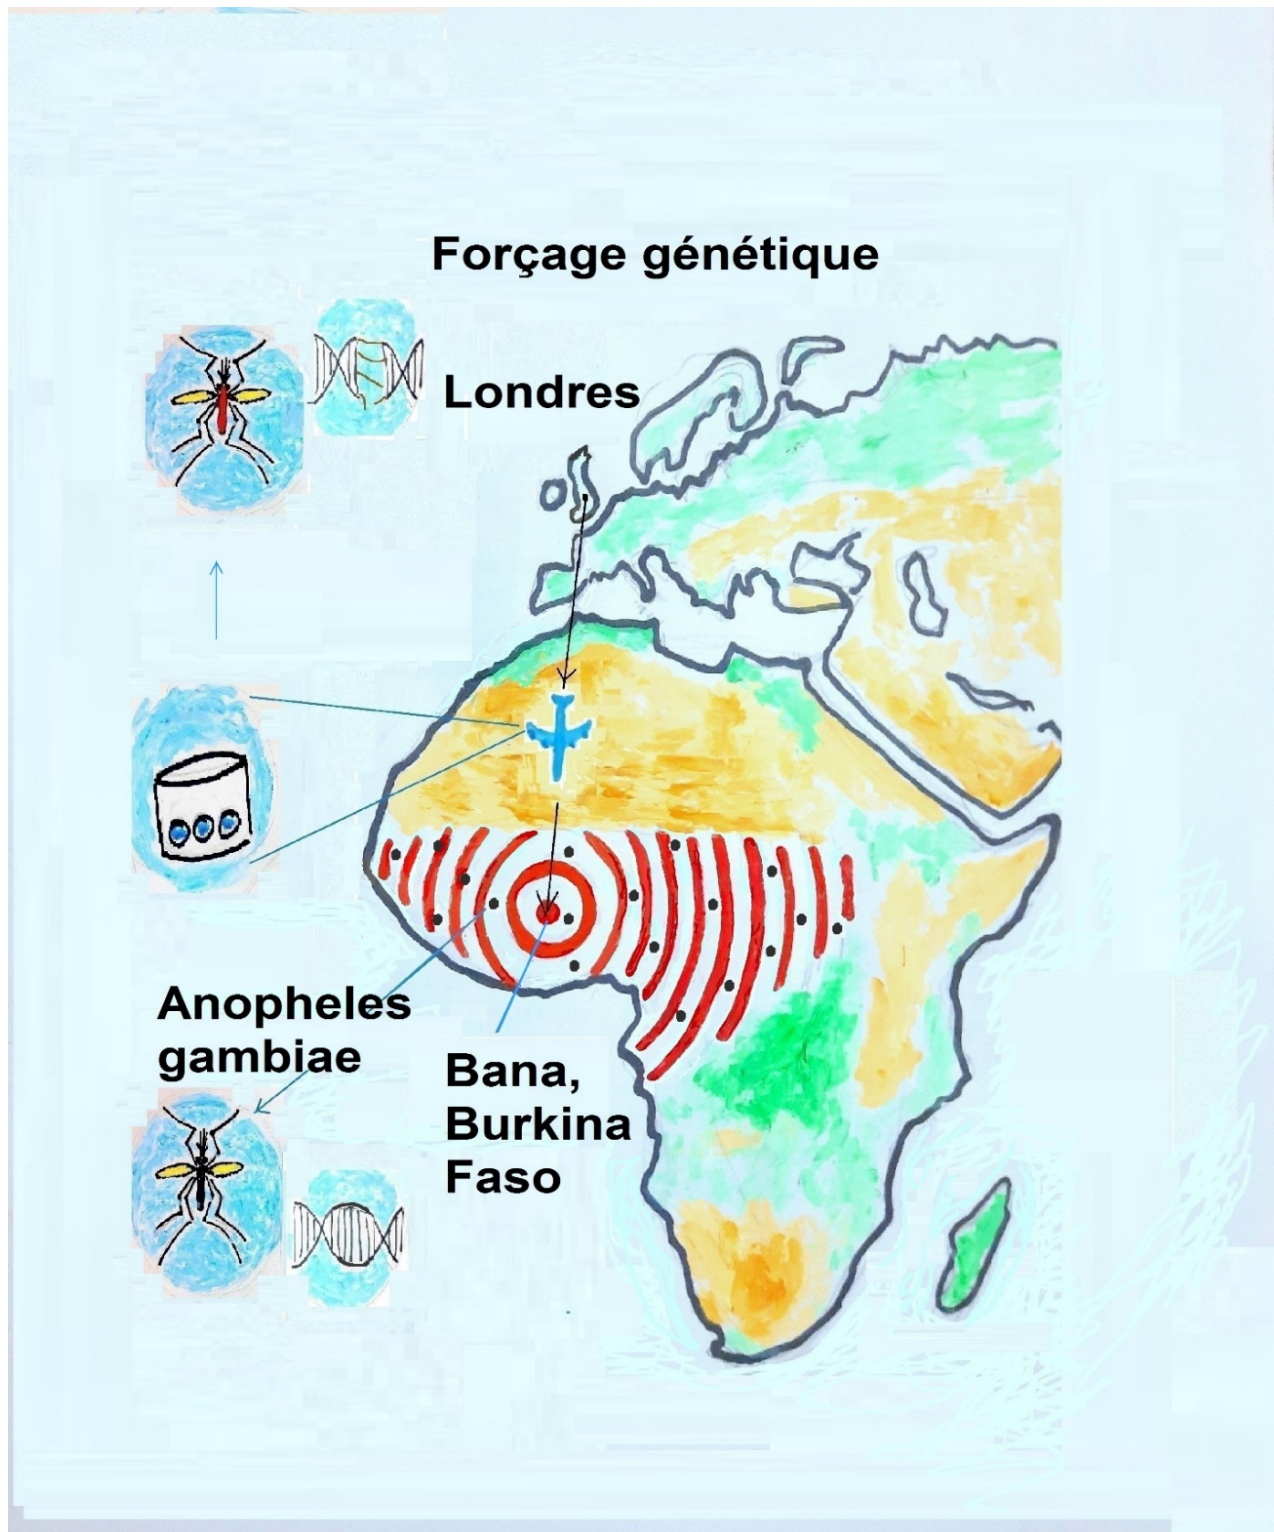 Forçage génétique
Londres
Anopheles
gambiae
Bana,
Burkina
Faso